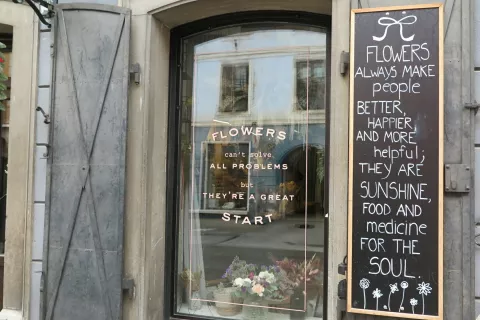 FLOWERS
can't solve
ALL PROBLEMS
but
THEY'RE A GREAT
START
FLOWERS
ALWAYS MAKE
people
BETTER,
HAPPIER,
AND MORE
helpful;
THEY ARE
SUNSHINE,
FOOD AND
medicine
FOR THE
SOUL.